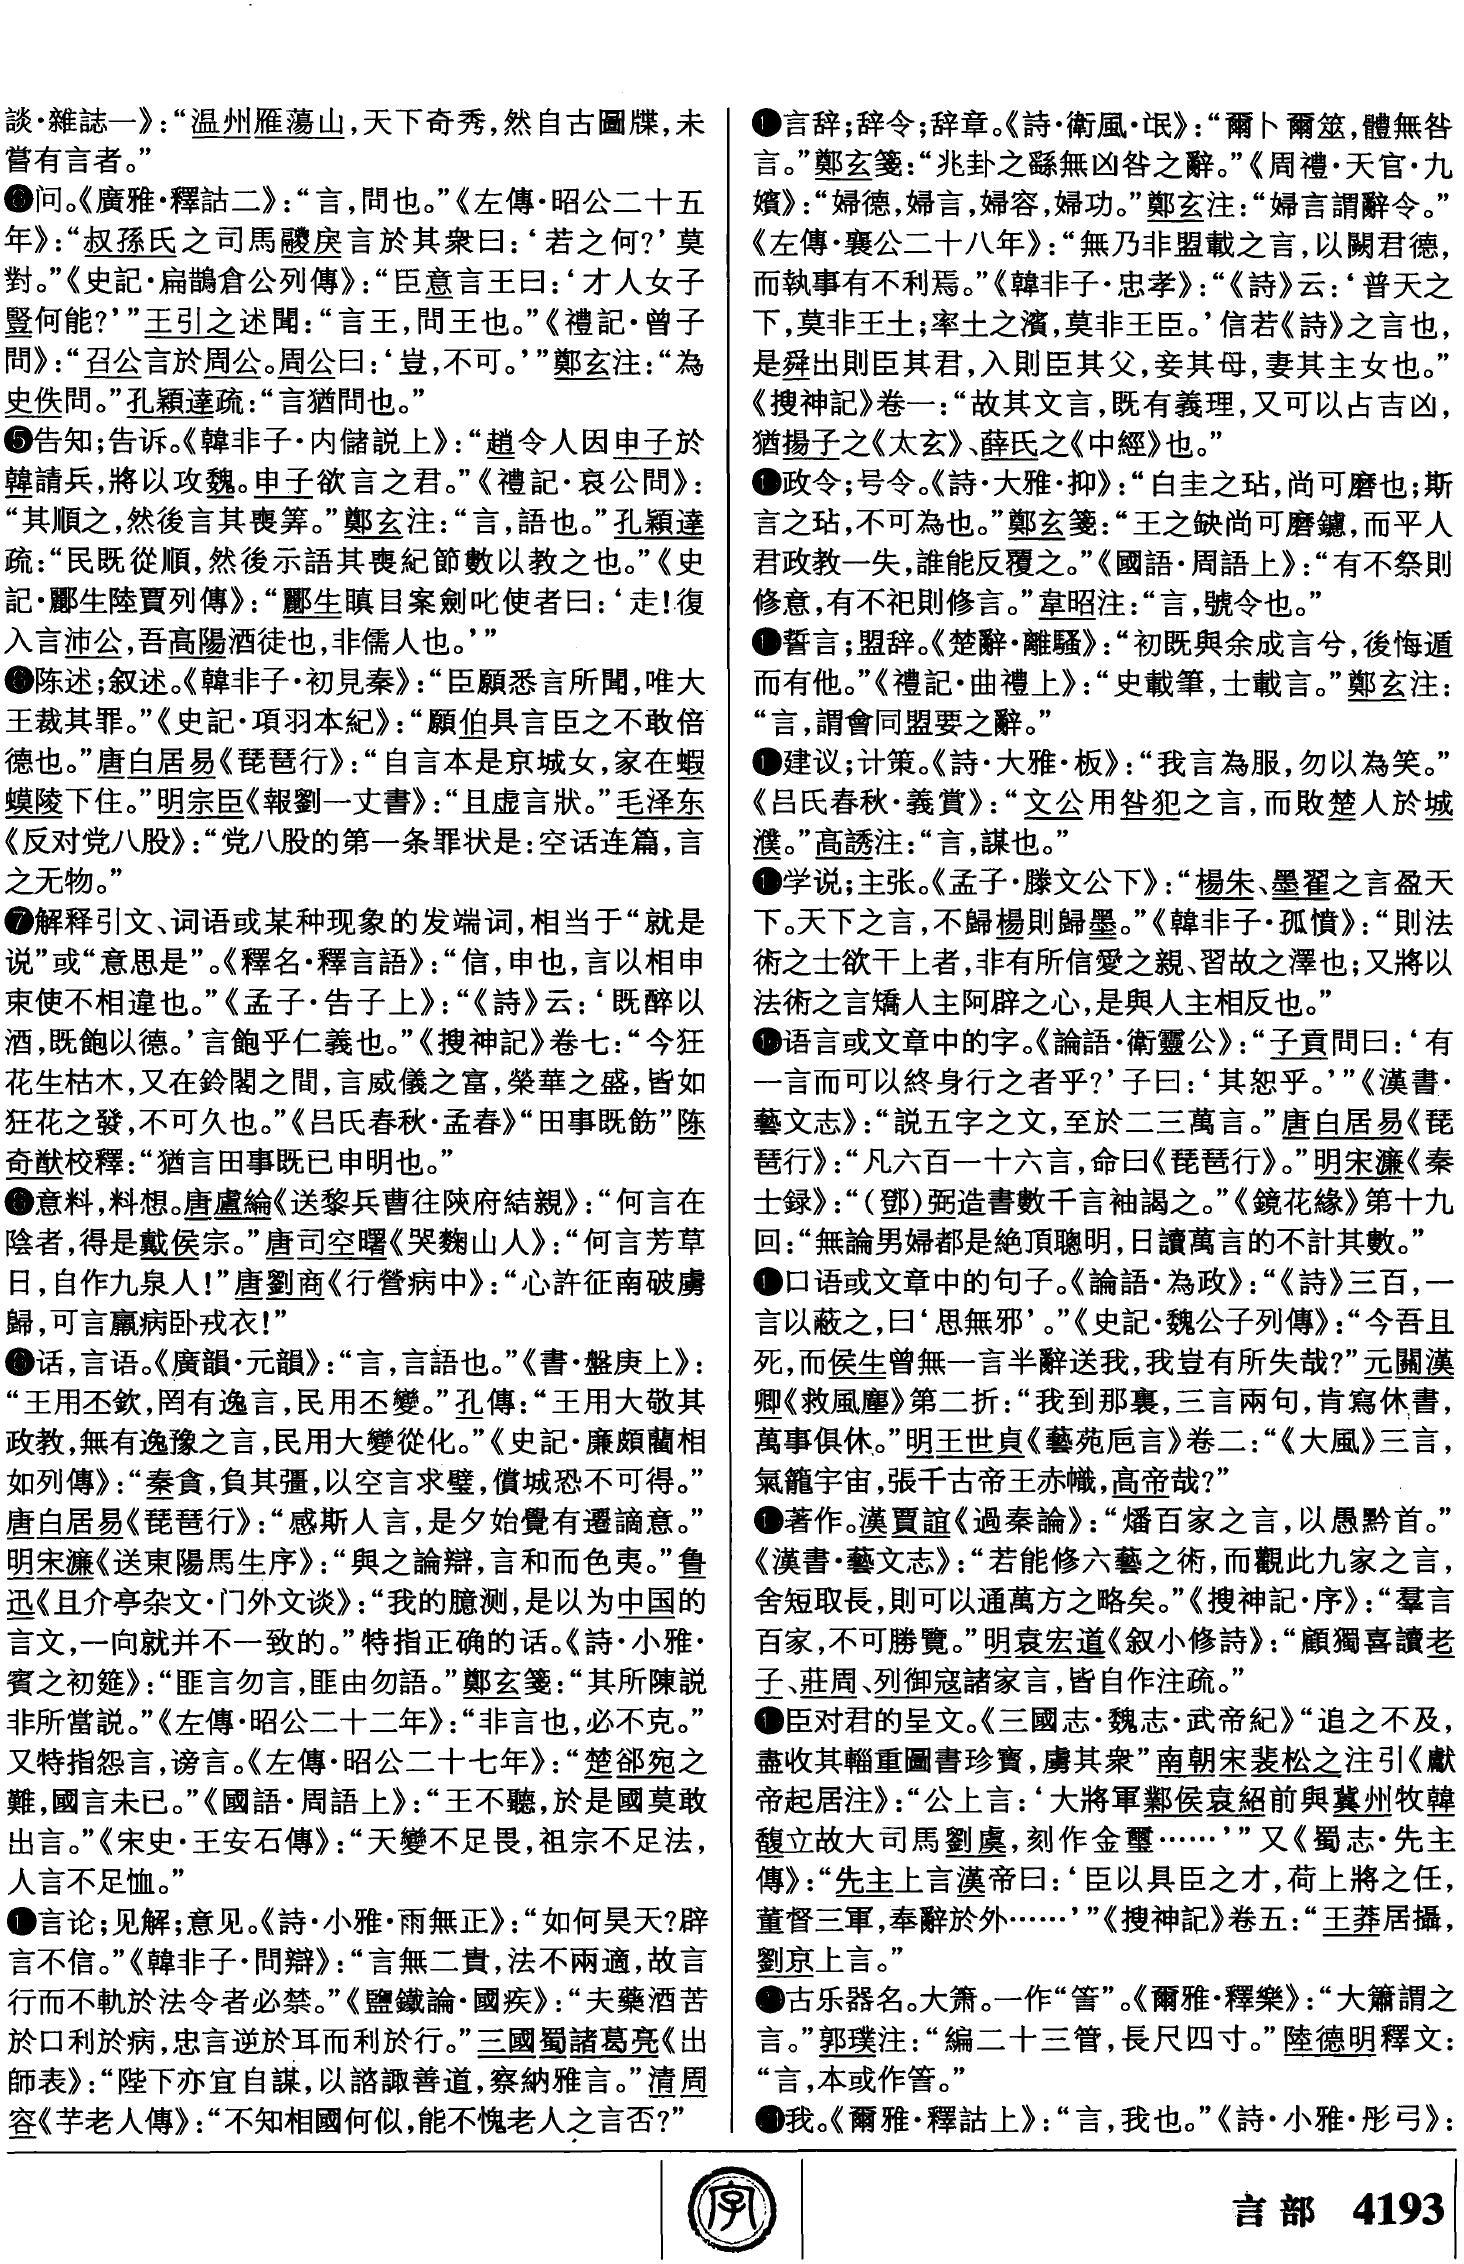 談·雜誌一》：“温州雁蕩山，天下奇秀，然自古圖牒，未
嘗有言者。”
❹问。《廣雅·釋詁二》：“言，問也。”《左傳·昭公二十五
年》：“叔孫氏之司馬鬷戾言於其衆曰：‘若之何？’莫
對。”《史記·扁鵲倉公列傳》：“臣意言王曰：‘才人女子
豎何能？’”王引之述聞：“言王，問王也。”《禮記·曾子
問》：“召公言於周公。周公曰：‘豈，不可。’”鄭玄注：“為
史佚問。”孔穎達疏：“言猶問也。”
❺告知；告诉。《韓非子·内儲説上》：“趙令人因申子於
韓請兵，將以攻魏。申子欲言之君。”《禮記·哀公問》：
“其順之，然後言其喪筭。”鄭玄注：“言，語也。”孔穎達
疏：“民既從順，然後示語其喪紀節數以教之也。”《史
記·酈生陸賈列傳》：“酈生瞋目案劍叱使者曰：‘走！復
入言沛公，吾高陽酒徒也，非儒人也。’”
❻陈述；叙述。《韓非子·初見秦》：“臣願悉言所聞，唯大
王裁其罪。”《史記·項羽本紀》：“願伯具言臣之不敢倍
德也。”唐白居易《琵琶行》：“自言本是京城女，家在蝦
蟆陵下住。”明宗臣《報劉一丈書》：“且虚言狀。”毛泽东
《反对党八股》：“党八股的第一条罪状是：空话连篇，言
之无物。”
❼解释引文、词语或某种现象的发端词，相当于“就是
说”或“意思是”。《釋名·釋言語》：“信，申也，言以相申
束使不相違也。”《孟子·告子上》：“《詩》云：‘既醉以
酒，既飽以德。’言飽乎仁義也。”《搜神記》卷七：“今狂
花生枯木，又在鈴閣之間，言威儀之富，榮華之盛，皆如
狂花之發，不可久也。”《吕氏春秋·孟春》“田事既飭”陈
奇猷校釋：“猶言田事既已申明也。”
❽意料，料想。唐盧綸《送黎兵曹往陝府結親》：“何言在
陰者，得是戴侯宗。”唐司空曙《哭麴山人》：“何言芳草
日，自作九泉人！”唐劉商《行營病中》：“心許征南破虜
歸，可言羸病卧戎衣！”
❾话，言语。《廣韻·元韻》：“言，言語也。”《書·盤庚上》：
“王用丕欽，罔有逸言，民用丕變。”孔傳：“王用大敬其
政教，無有逸豫之言，民用大變從化。”《史記·廉頗藺相
如列傳》：“秦貪，負其彊，以空言求璧，償城恐不可得。”
唐白居易《琵琶行》：“感斯人言，是夕始覺有遷謫意。”
明宋濂《送東陽馬生序》：“與之論辯，言和而色夷。”鲁
迅《且介亭杂文·门外文谈》：“我的臆测，是以为中国的
言文，一向就并不一致的。”特指正确的话。《詩·小雅·
賓之初筵》：“匪言勿言，匪由勿語。”鄭玄箋：“其所陳説
非所當説。”《左傳·昭公二十二年》：“非言也，必不克。”
又特指怨言，谤言。《左傳·昭公二十七年》：“楚郤宛之
難，國言未已。”《國語·周語上》：“王不聽，於是國莫敢
出言。”《宋史·王安石傳》：“天變不足畏，祖宗不足法，
人言不足恤。”
言论；见解；意见。《詩·小雅·雨無正》：“如何昊天？辟
言不信。”《韓非子·問辯》：“言無二貴，法不兩適，故言
行而不軌於法令者必禁。”《鹽鐵論·國疾》：“夫藥酒苦
於口利於病，忠言逆於耳而利於行。”三國蜀諸葛亮《出
師表》：“陛下亦宜自謀，以諮諏善道，察納雅言。”清周
容《芋老人傳》：“不知相國何似，能不愧老人之言否？”
言辞；辞令；辞章。《詩·衛風·氓》：“爾卜爾筮，體無咎
言。”鄭玄箋：“兆卦之繇無凶咎之辭。”《周禮·天官·九
嬪》：“婦德，婦言，婦容，婦功。”鄭玄注：“婦言謂辭令。”
《左傳·襄公二十八年》：“無乃非盟載之言，以闕君德，
而執事有不利焉。”《韓非子·忠孝》：“《詩》云：‘普天之
下，莫非王土；率土之濱，莫非王臣。’信若《詩》之言也，
是舜出則臣其君，入則臣其父，妾其母，妻其主女也。”
《搜神記》卷一：“故其文言，既有義理，又可以占吉凶，
猶揚子之《太玄》、薛氏之《中經》也。”
政令；号令。《詩·大雅·抑》：“白圭之玷，尚可磨也；斯
言之玷，不可為也。”鄭玄箋：“王之缺尚可磨鑢，而平人
君政教一失，誰能反覆之。”《國語·周語上》：“有不祭則
修意，有不祀則修言。”韋昭注：“言，號令也。”
誓言；盟辞。《楚辭·離騷》：“初既與余成言兮，後悔遁
而有他。”《禮記·曲禮上》：“史載筆，士載言。”鄭玄注：
“言，謂會同盟要之辭。”
建议；计策。《詩·大雅·板》：“我言為服，勿以為笑。”
《吕氏春秋·義賞》：“文公用咎犯之言，而敗楚人於城
濮。”高誘注：“言，謀也。”
学说；主张。《孟子·滕文公下》：“楊朱、墨翟之言盈天
下。天下之言，不歸楊則歸墨。”《韓非子·孤憤》：“則法
術之士欲干上者，非有所信愛之親、習故之澤也；又將以
法術之言矯人主阿辟之心，是與人主相反也。”
语言或文章中的字。《論語·衛靈公》：“子貢問曰：‘有
一言而可以終身行之者乎？’子曰：‘其恕乎。’”《漢書·
藝文志》：“説五字之文，至於二三萬言。”唐白居易《琵
琶行》：“凡六百一十六言，命曰《琵琶行》。”明宋濂《秦
士録》：“（鄧）弼造書數千言袖謁之。”《鏡花緣》第十九
回：“無論男婦都是絶頂聰明，日讀萬言的不計其數。”
口语或文章中的句子。《論語·為政》：“《詩》三百，一
言以蔽之，曰‘思無邪’。”《史記·魏公子列傳》：“今吾且
死，而侯生曾無一言半辭送我，我豈有所失哉？”元關漢
卿《救風塵》第二折：“我到那裏，三言兩句，肯寫休書，
萬事俱休。”明王世貞《藝苑巵言》卷二：“《大風》三言，
氣籠宇宙，張千古帝王赤幟，高帝哉？”
著作。漢賈誼《過秦論》：“燔百家之言，以愚黔首。”
《漢書·藝文志》：“若能修六藝之術，而觀此九家之言，
舍短取長，則可以通萬方之略矣。”《搜神記·序》：“羣言
百家，不可勝覽。”明袁宏道《叙小修詩》：“顧獨喜讀老
子、莊周、列御寇諸家言，皆自作注疏。”
臣对君的呈文。《三國志·魏志·武帝紀》“追之不及，
盡收其輜重圖書珍寶，虜其衆”南朝宋裴松之注引《獻
帝起居注》：“公上言：‘大將軍鄴侯袁紹前與冀州牧韓
馥立故大司馬劉虞，刻作金璽……’”又《蜀志·先主
傳》：“先主上言漢帝曰：‘臣以具臣之才，荷上將之任，
董督三軍，奉辭於外……’”《搜神記》卷五：“王莽居攝，
劉京上言。”
古乐器名。大箫。一作“䇾”。《爾雅·釋樂》：“大簫謂之
言。”郭璞注：“編二十三管，長尺四寸。”陸德明釋文：
“言，本或作䇾。”
我。《爾雅·釋詁上》：“言，我也。”《詩·小雅·彤弓》：
字
言部 4193